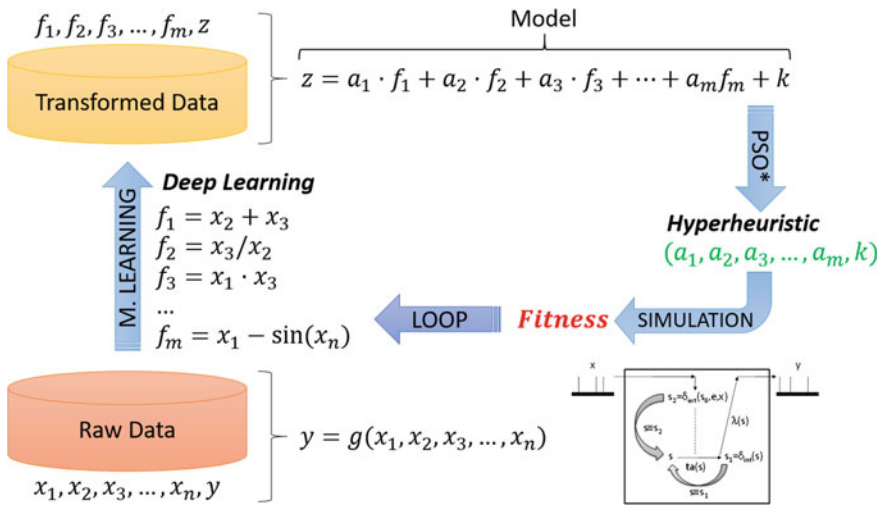 Model
f₁, f₂, f₃, …, fₘ, z
z = a₁ · f₁ + a₂ · f₂ + a₃ · f₃ + ⋯ + aₘfₘ + k
Transformed Data
PSO*
M. LEARNING
Deep Learning
f₁ = x₂ + x₃
f₂ = x₃/x₂
f₃ = x₁ · x₃
...
fₘ = x₁ − sin(xₙ)
Hyperheuristic
(a₁, a₂, a₃, …, aₘ, k)
LOOP
Fitness
SIMULATION
Raw Data
y = g(x₁, x₂, x₃, …, xₙ)
x₁, x₂, x₃, …, xₙ, y
x
y
s₂=δext(s₀,e,x)
λ(s)
s=s₂
s
s₁=δint(s)
ta(s)
s=s₁